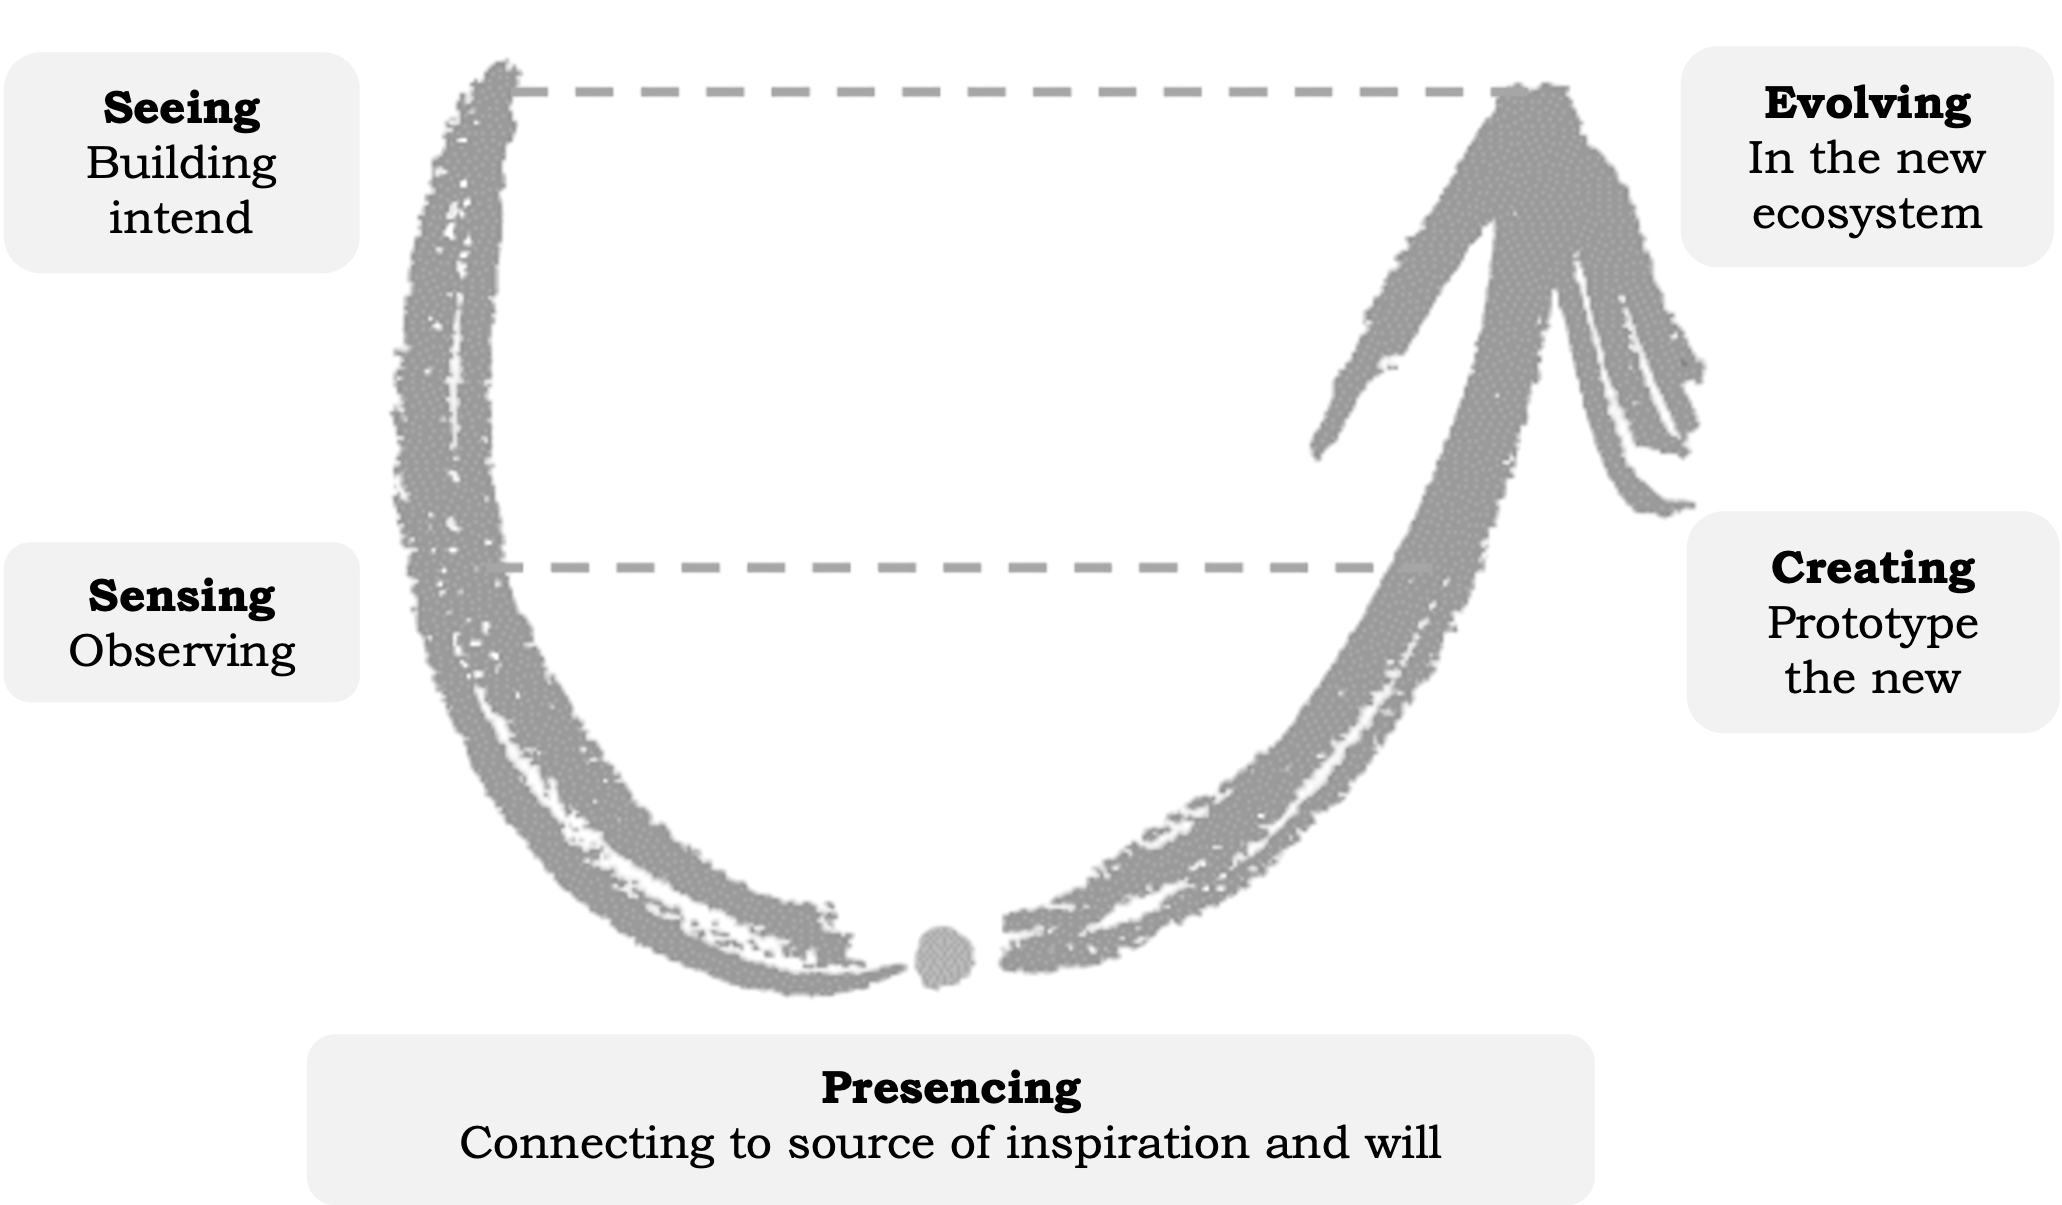 Seeing
Building
intend
Evolving
In the new
ecosystem
Sensing
Observing
Creating
Prototype
the new
Presencing
Connecting to source of inspiration and will